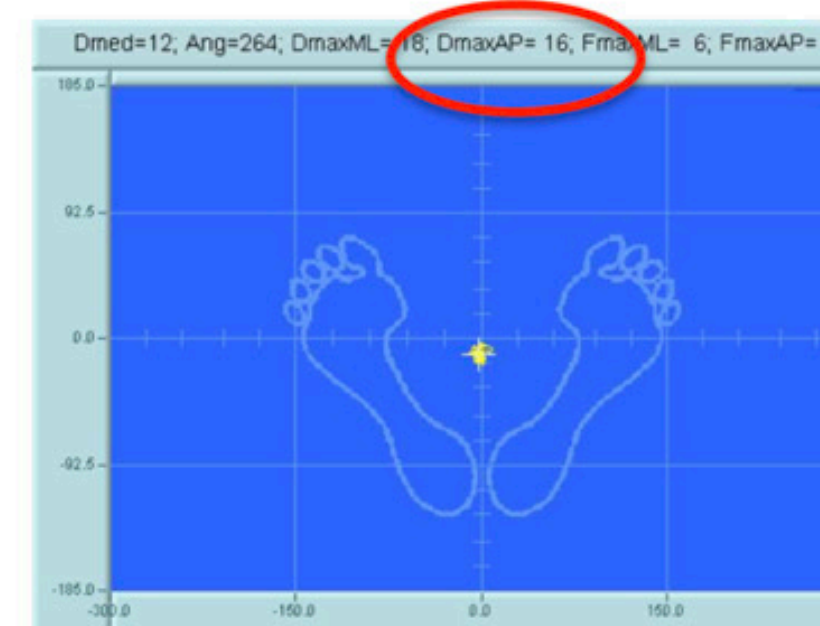 Dmed=12; Ang=264; DmaxML= 18; DmaxAP= 16; FmaxML= 6; FmaxAP=
185.0
92.5
0.0
-92.5
-185.0
-300.0 -150.0 0.0 150.0